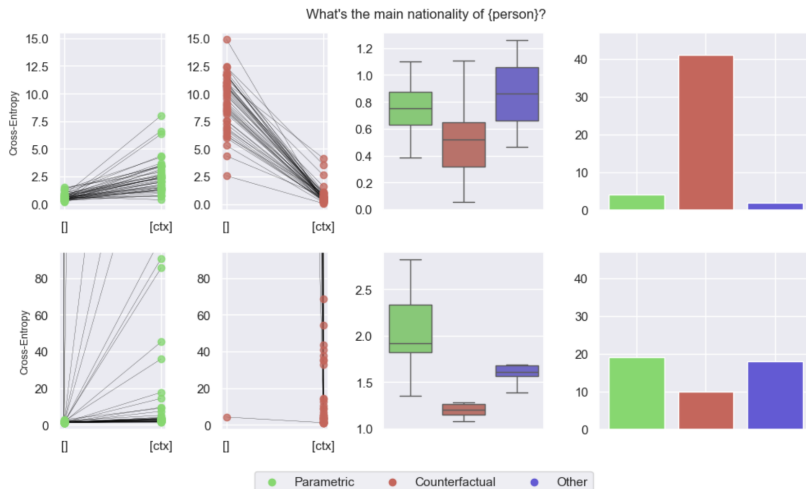 What's the main nationality of {person}?
15.0 15.0 1.2 40
12.5 12.5 1.0 30
10.0 10.0 0.8 20
7.5 7.5 0.6 10
5.0 5.0 0.4 0
2.5 2.5 0.2
0.0 0.0 0.0
Cross-Entropy
[] [ctx] [] [ctx]
80 80 2.5 40
60 60 2.0 30
40 40 1.5 20
20 20 1.0 10
0 0 0
Cross-Entropy
[] [ctx] [] [ctx]
Parametric Counterfactual Other